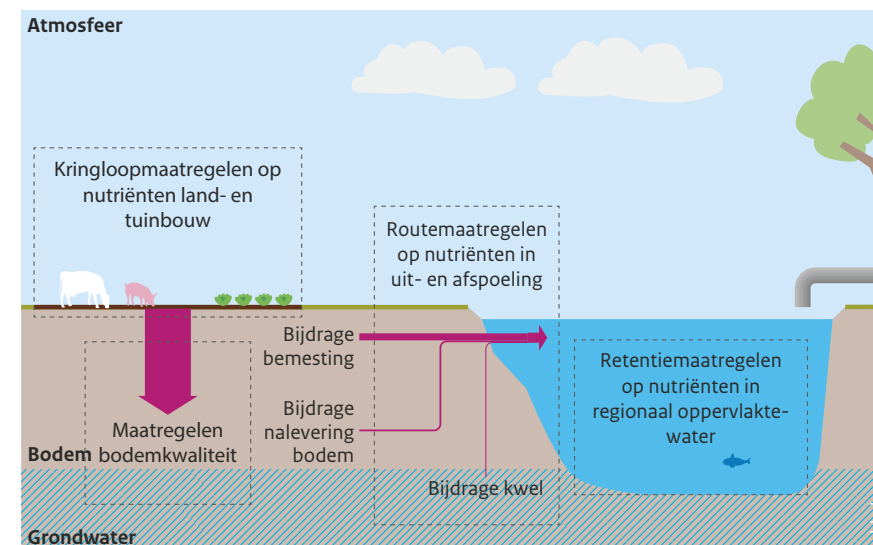 Atmosfeer
Kringloopmaatregelen op
nutriënten land- en
tuinbouw
Routemaatregelen
op nutriënten in
uit- en afspoeling
Bijdrage
bemesting
Retentiemaatregelen
op nutriënten in
regionaal oppervlakte-
water
Bijdrage
nalevering
bodem
Maatregelen
bodemkwaliteit
Bodem
Bijdrage kwel
Grondwater